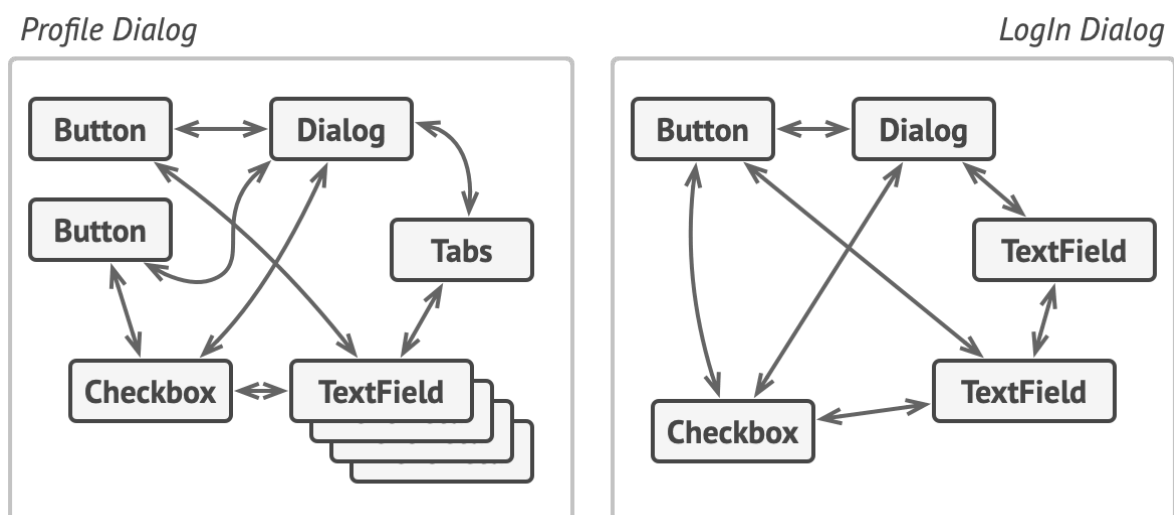 Profile Dialog
Button
Dialog
Button
Tabs
Checkbox
TextField
LogIn Dialog
Button
Dialog
TextField
TextField
Checkbox